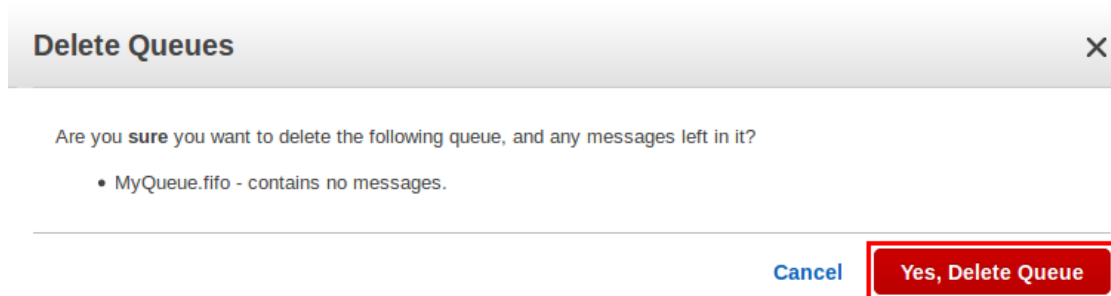 Delete Queues
Are you sure you want to delete the following queue, and any messages left in it?
• MyQueue.fifo - contains no messages.
Cancel
Yes, Delete Queue